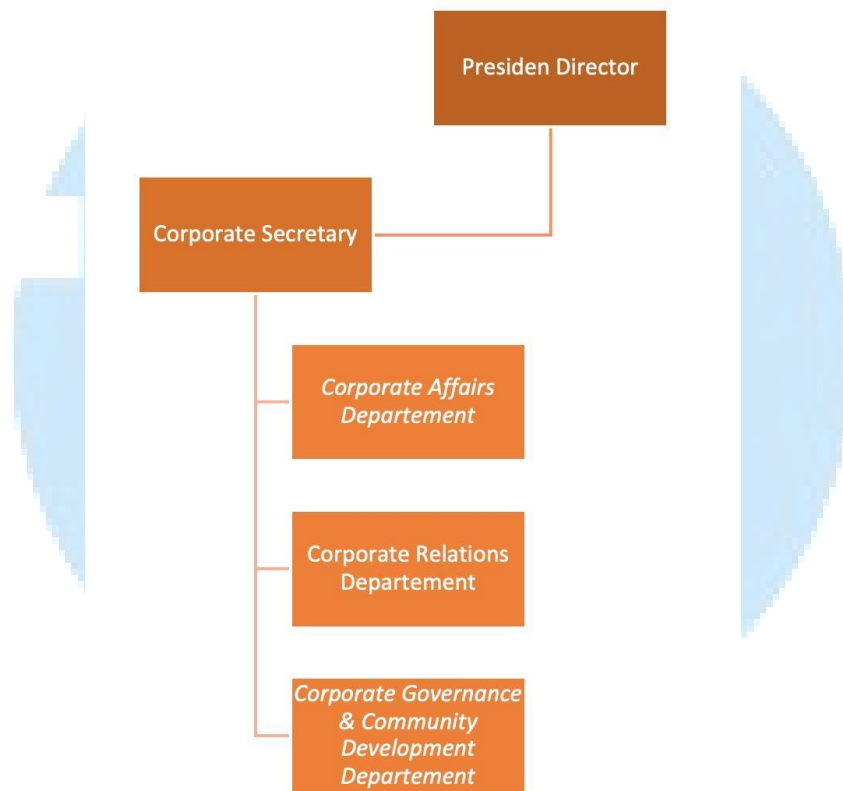 Presiden Director
Corporate Secretary
Corporate Affairs
Departement
Corporate Relations
Departement
Corporate Governance
& Community
Development
Departement